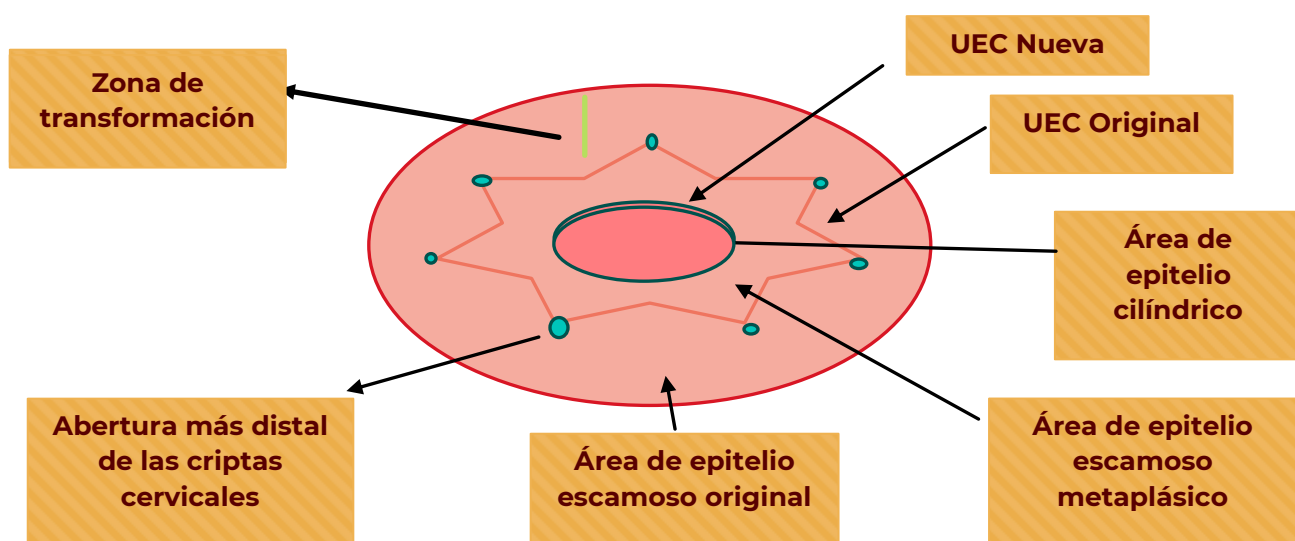 UEC Nueva
Zona de
transformación
UEC Original
Área de
epitelio
cilíndrico
Abertura más distal
de las criptas
cervicales
Área de epitelio
escamoso original
Área de epitelio
escamoso
metaplásico